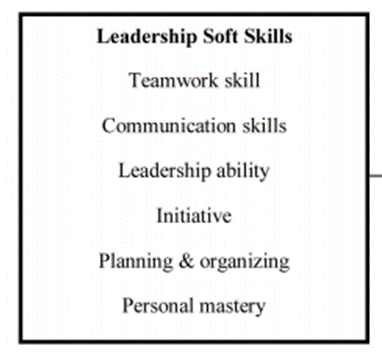 Leadership Soft Skills
Teamwork skill
Communication skills
Leadership ability
Initiative
Planning & organizing
Personal mastery